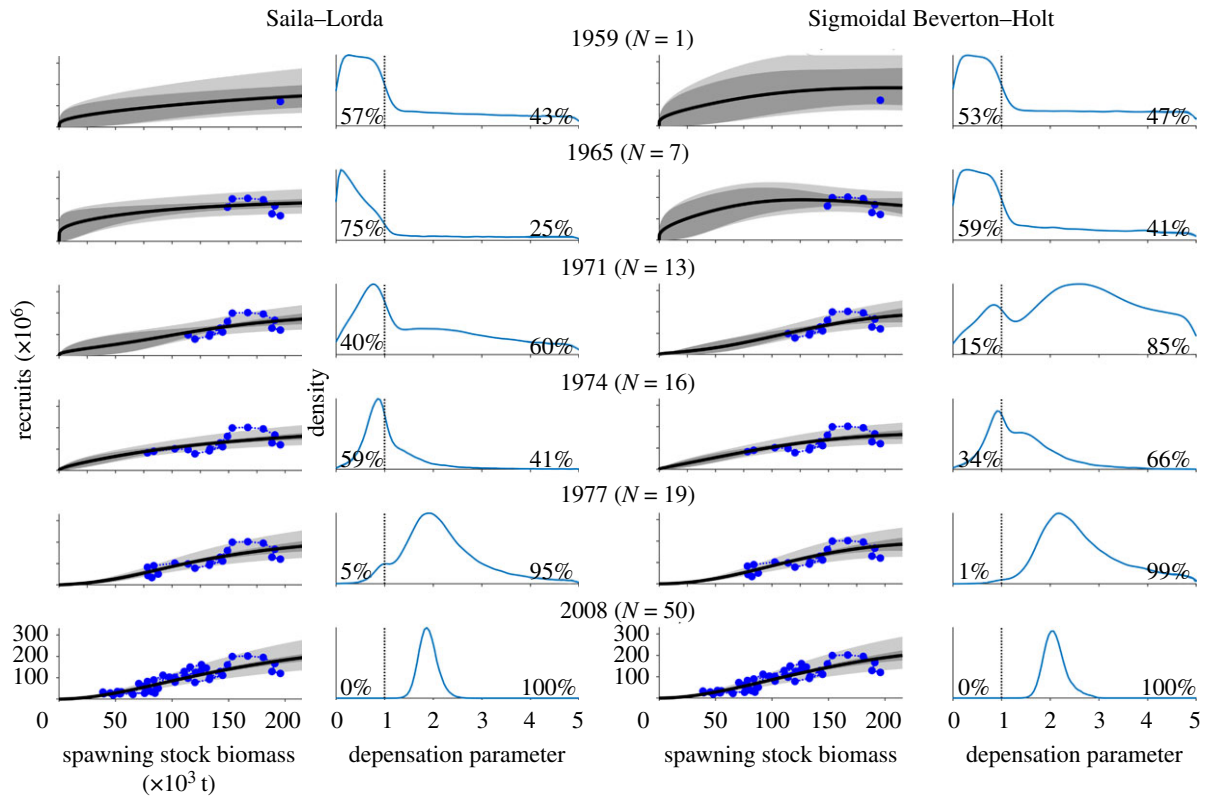 Saila–Lorda
Sigmoidal Beverton–Holt
1959 (N = 1)
57% 43% 53% 47%
1965 (N = 7)
75% 25% 59% 41%
1971 (N = 13)
40% 60% 15% 85%
recruits (×10⁶)
density
1974 (N = 16)
59% 41% 34% 66%
1977 (N = 19)
5% 95% 1% 99%
2008 (N = 50)
300 300
200 200
100 100
0% 100% 0% 100%
0 50 100 150 200 0 1 2 3 4 5 0 50 100 150 200 0 1 2 3 4 5
spawning stock biomass depensation parameter spawning stock biomass depensation parameter
(×10³ t)